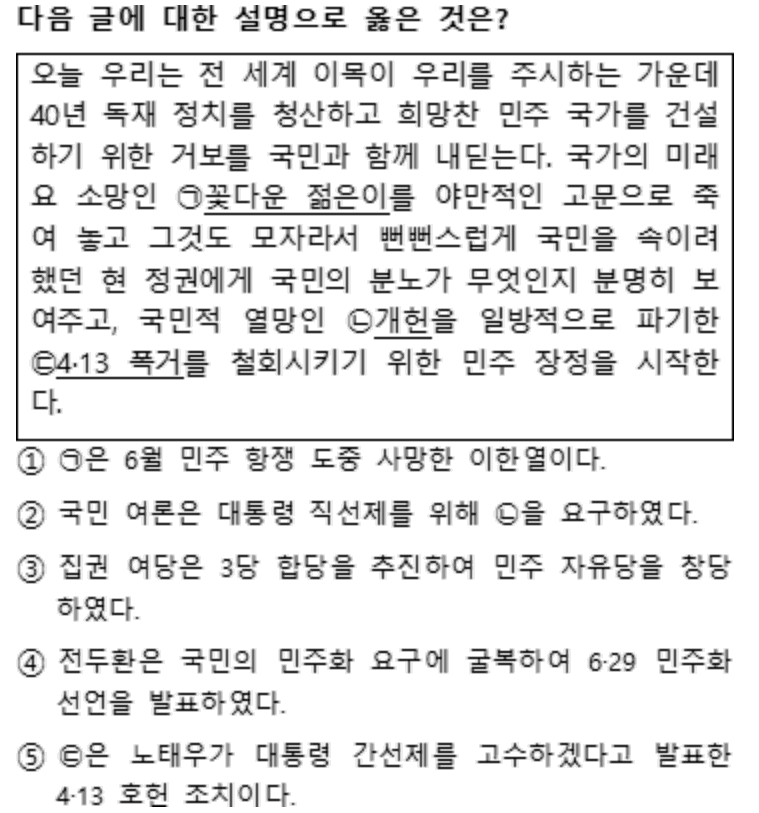 다음 글에 대한 설명으로 옳은 것은?
오늘 우리는 전 세계 이목이 우리를 주시하는 가운데
40년 독재 정치를 청산하고 희망찬 민주 국가를 건설
하기 위한 거보를 국민과 함께 내딛는다. 국가의 미래
요 소망인 ㉠꽃다운 젊은이를 야만적인 고문으로 죽
여 놓고 그것도 모자라서 뻔뻔스럽게 국민을 속이려
했던 현 정권에게 국민의 분노가 무엇인지 분명히 보
여주고, 국민적 열망인 ㉡개헌을 일방적으로 파기한
㉢4·13 폭거를 철회시키기 위한 민주 장정을 시작한
다.
① ㉠은 6월 민주 항쟁 도중 사망한 이한열이다.
② 국민 여론은 대통령 직선제를 위해 ㉡을 요구하였다.
③ 집권 여당은 3당 합당을 추진하여 민주 자유당을 창당
하였다.
④ 전두환은 국민의 민주화 요구에 굴복하여 6·29 민주화
선언을 발표하였다.
⑤ ㉢은 노태우가 대통령 간선제를 고수하겠다고 발표한
4·13 호헌 조치이다.